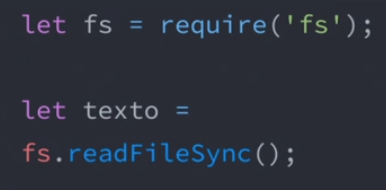 let fs = require('fs');
let texto =
fs.readFileSync();